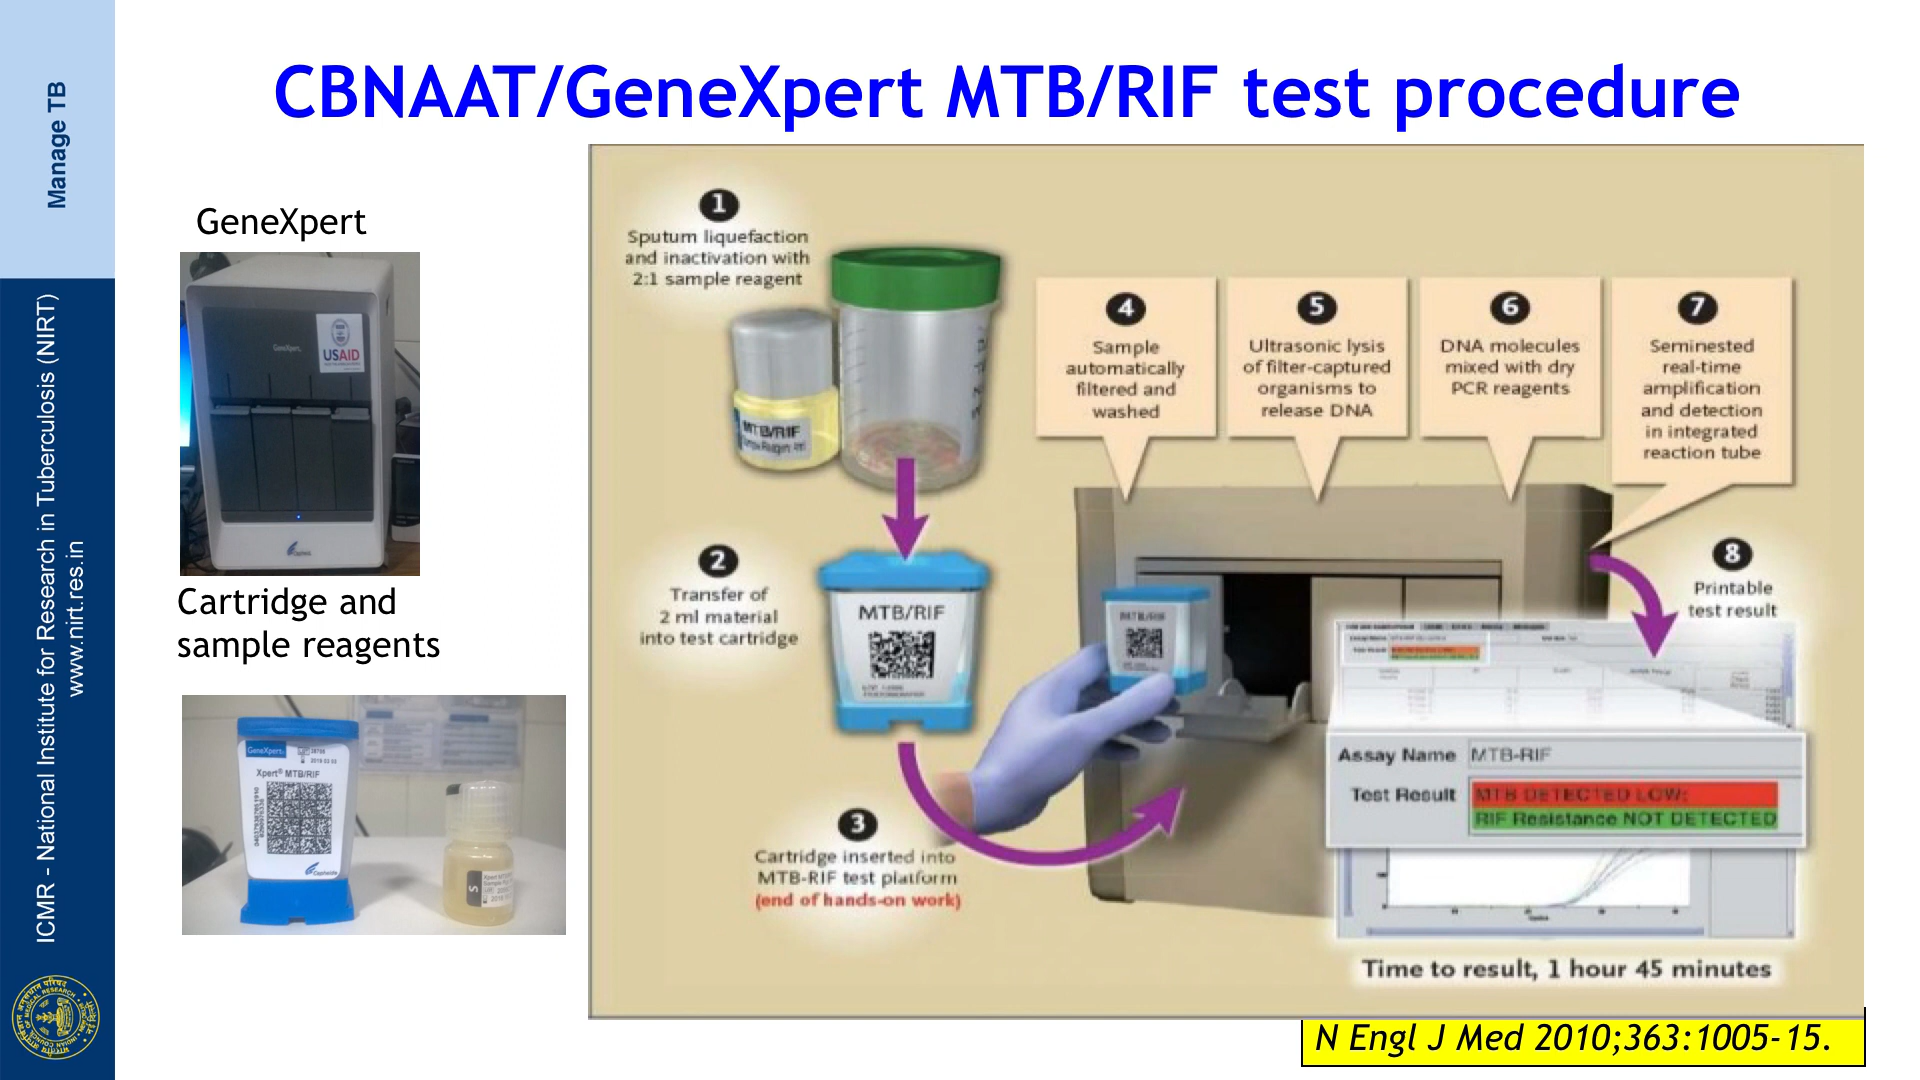 Manage TB
ICMR - National Institute for Research in Tuberculosis (NIRT)
www.nirt.res.in
CBNAAT/GeneXpert MTB/RIF test procedure
GeneXpert
GeneXpert
USAID
Cartridge and
sample reagents
GeneXpert
Xpert® MTB/RIF
Cepheid
1
Sputum liquefaction
and inactivation with
2:1 sample reagent
MTB/RIF
2
Transfer of
2 ml material
into test cartridge
MTB/RIF
3
Cartridge inserted into
MTB-RIF test platform
(end of hands-on work)
MTB/RIF
4
Sample
automatically
filtered and
washed
5
Ultrasonic lysis
of filter-captured
organisms to
release DNA
6
DNA molecules
mixed with dry
PCR reagents
7
Seminested
real-time
amplification
and detection
in integrated
reaction tube
8
Printable
test result
Assay Name MTB-RIF
Test Result MTB DETECTED LOW;
RIF Resistance NOT DETECTED
Time to result, 1 hour 45 minutes
N Engl J Med 2010;363:1005-15.